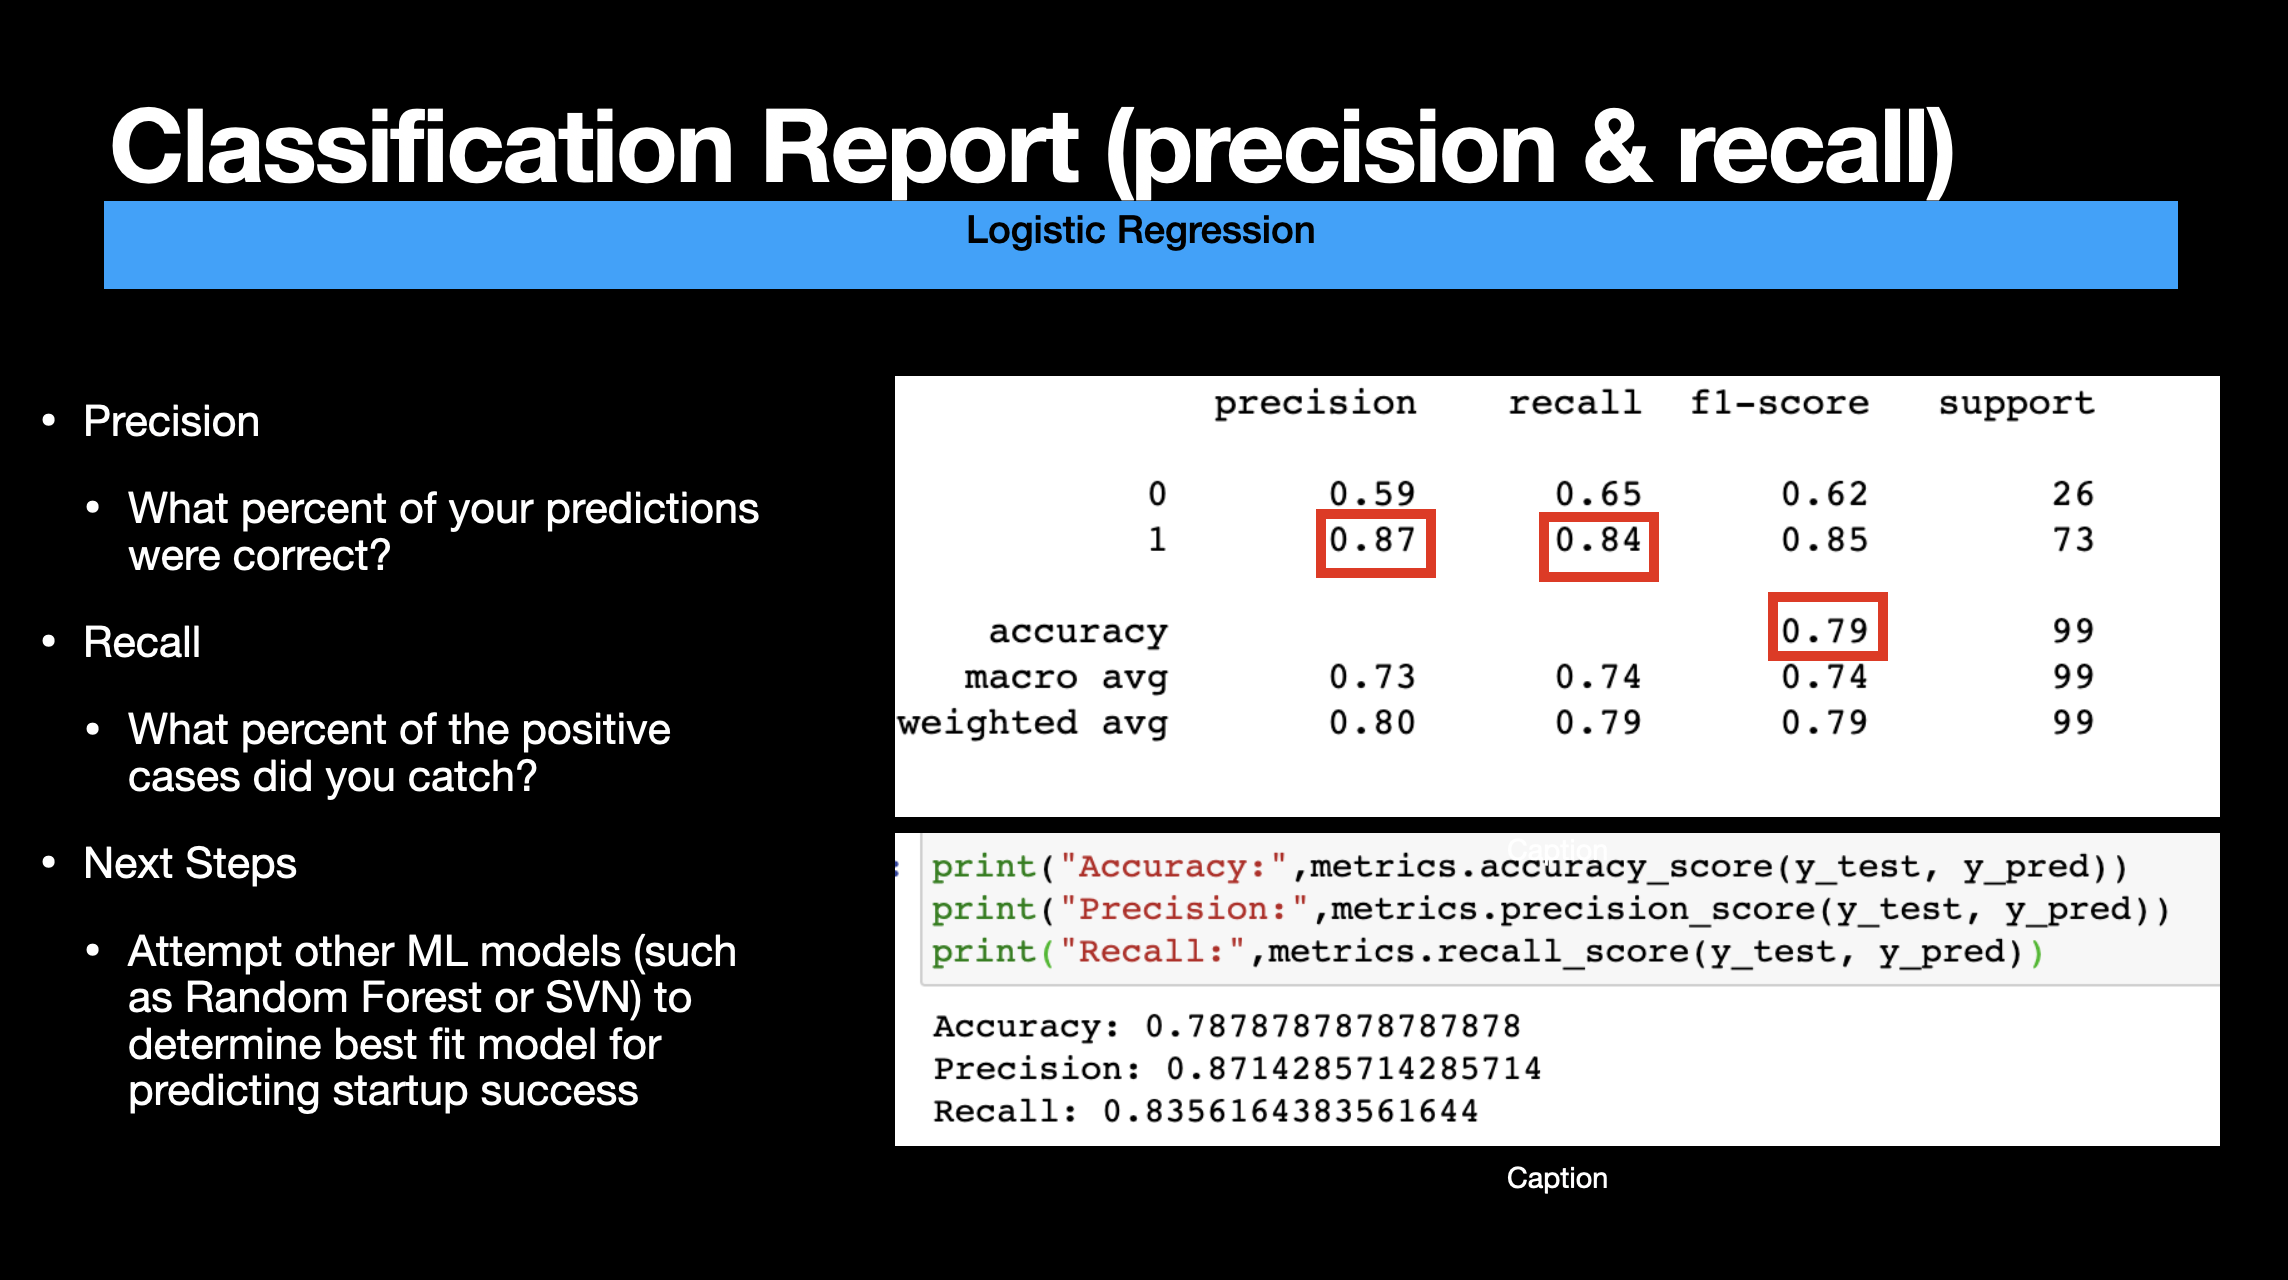 Classification Report (precision & recall)
Logistic Regression
• Precision
• What percent of your predictions
were correct?
• Recall
• What percent of the positive
cases did you catch?
• Next Steps
• Attempt other ML models (such
as Random Forest or SVN) to
determine best fit model for
predicting startup success
precision recall f1-score support
0 0.59 0.65 0.62 26
1 0.87 0.84 0.85 73
accuracy 0.79 99
macro avg 0.73 0.74 0.74 99
weighted avg 0.80 0.79 0.79 99
Caption
: print("Accuracy:",metrics.accuracy_score(y_test, y_pred))
print("Precision:",metrics.precision_score(y_test, y_pred))
print("Recall:",metrics.recall_score(y_test, y_pred))
Accuracy: 0.7878787878787878
Precision: 0.8714285714285714
Recall: 0.8356164383561644
Caption